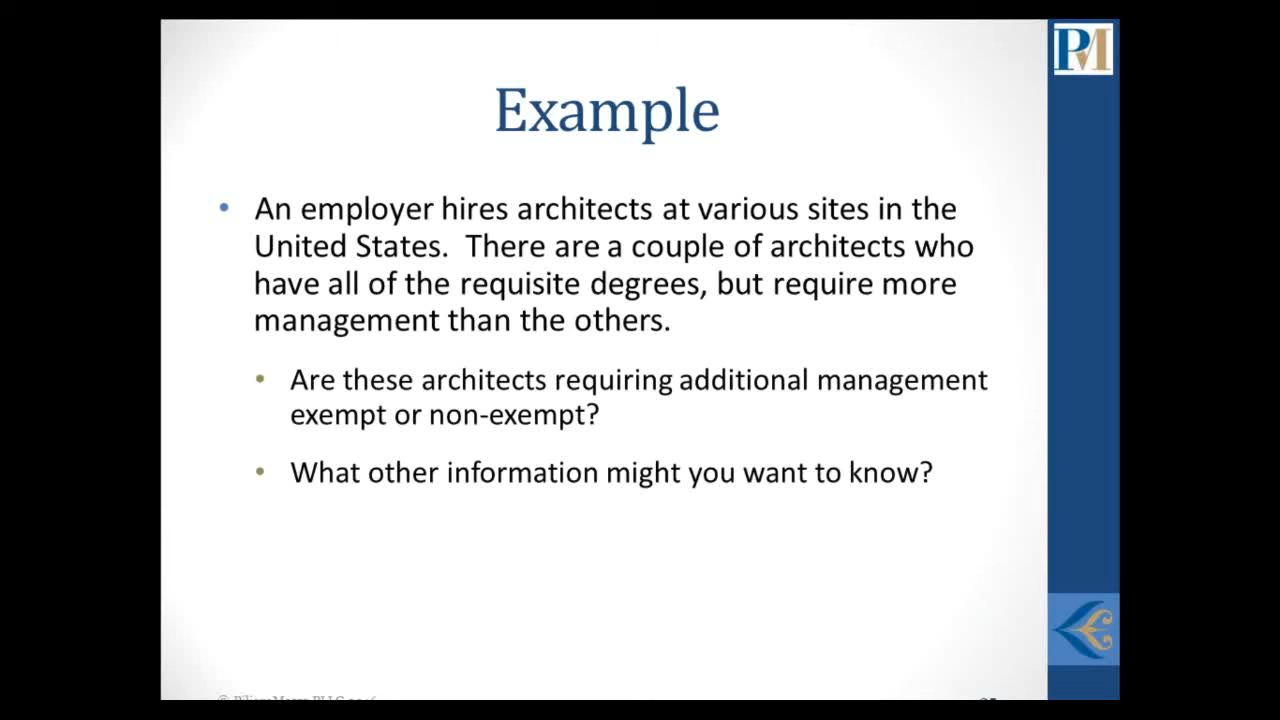 PM
Example
• An employer hires architects at various sites in the
United States. There are a couple of architects who
have all of the requisite degrees, but require more
management than the others.
• Are these architects requiring additional management
exempt or non-exempt?
• What other information might you want to know?